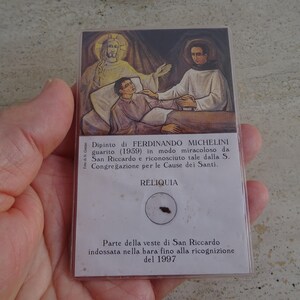 Dipinto di FERDINANDO MICHELINI
guarito (1959) in modo miracoloso da
San Riccardo e riconosciuto tale dalla S.
Congregazione per le Cause dei Santi.
RELIQUIA
Parte della veste di San Riccardo
indossata nella bara fino alla ricognizione
del 1997